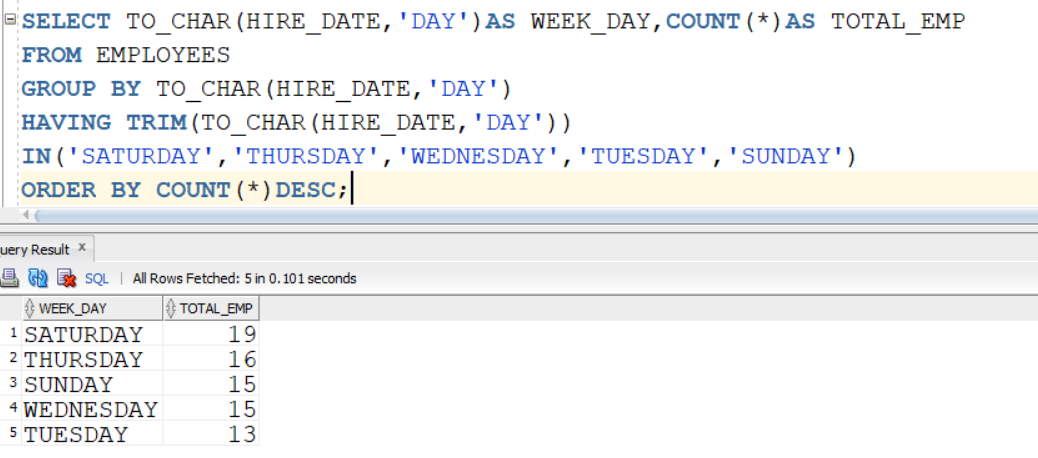 SELECT TO_CHAR(HIRE_DATE,'DAY')AS WEEK_DAY,COUNT(*)AS TOTAL_EMP
FROM EMPLOYEES
GROUP BY TO_CHAR(HIRE_DATE,'DAY')
HAVING TRIM(TO_CHAR(HIRE_DATE,'DAY'))
IN('SATURDAY','THURSDAY','WEDNESDAY','TUESDAY','SUNDAY')
ORDER BY COUNT(*)DESC;
uery Result x
SQL | All Rows Fetched: 5 in 0.101 seconds
WEEK_DAY TOTAL_EMP
1 SATURDAY 19
2 THURSDAY 16
3 SUNDAY 15
4 WEDNESDAY 15
5 TUESDAY 13